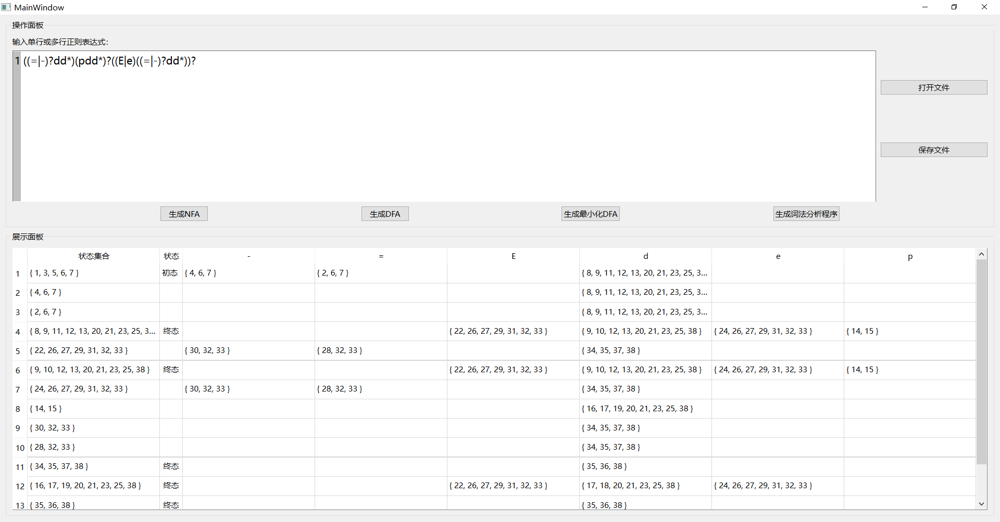 MainWindow
操作面板
输入单行或多行正则表达式：
1 ((=|-)?dd*)(pdd*)?((E|e)((=|-)?dd*))?
打开文件
保存文件
生成NFA 生成DFA 生成最小化DFA 生成词法分析程序
展示面板
状态集合 状态 - = E d e p
1 { 1, 3, 5, 6, 7 } 初态 { 4, 6, 7 } { 2, 6, 7 } { 8, 9, 11, 12, 13, 20, 21, 23, 25, 3...
2 { 4, 6, 7 } { 8, 9, 11, 12, 13, 20, 21, 23, 25, 3...
3 { 2, 6, 7 } { 8, 9, 11, 12, 13, 20, 21, 23, 25, 3...
4 { 8, 9, 11, 12, 13, 20, 21, 23, 25, 3... 终态 { 22, 26, 27, 29, 31, 32, 33 } { 9, 10, 12, 13, 20, 21, 23, 25, 38 } { 24, 26, 27, 29, 31, 32, 33 } { 14, 15 }
5 { 22, 26, 27, 29, 31, 32, 33 } { 30, 32, 33 } { 28, 32, 33 } { 34, 35, 37, 38 }
6 { 9, 10, 12, 13, 20, 21, 23, 25, 38 } 终态 { 22, 26, 27, 29, 31, 32, 33 } { 9, 10, 12, 13, 20, 21, 23, 25, 38 } { 24, 26, 27, 29, 31, 32, 33 } { 14, 15 }
7 { 24, 26, 27, 29, 31, 32, 33 } { 30, 32, 33 } { 28, 32, 33 } { 34, 35, 37, 38 }
8 { 14, 15 } { 16, 17, 19, 20, 21, 23, 25, 38 }
9 { 30, 32, 33 } { 34, 35, 37, 38 }
10 { 28, 32, 33 } { 34, 35, 37, 38 }
11 { 34, 35, 37, 38 } 终态 { 35, 36, 38 }
12 { 16, 17, 19, 20, 21, 23, 25, 38 } 终态 { 22, 26, 27, 29, 31, 32, 33 } { 17, 18, 20, 21, 23, 25, 38 } { 24, 26, 27, 29, 31, 32, 33 }
13 { 35, 36, 38 } 终态 { 35, 36, 38 }